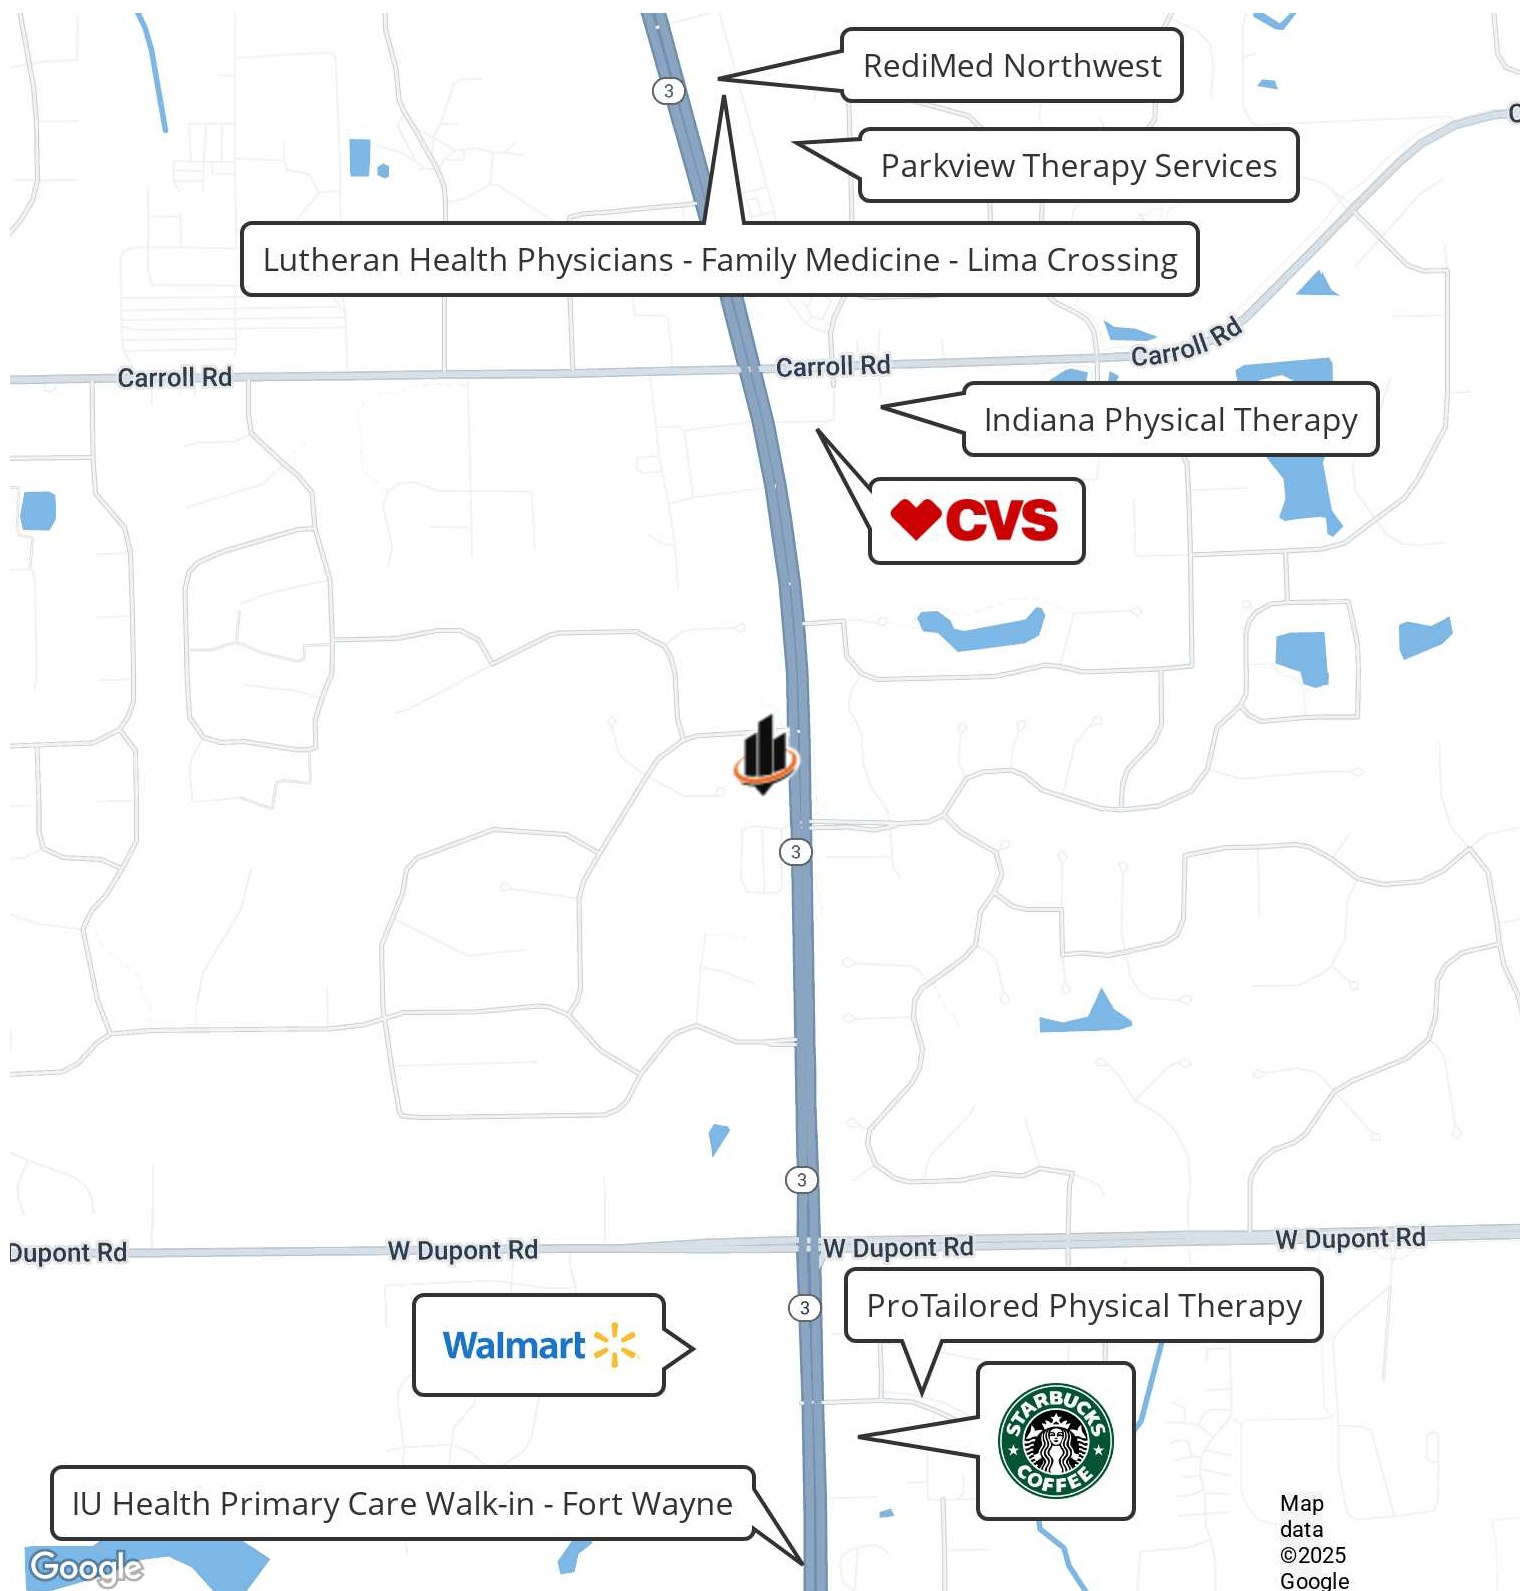 3
RediMed Northwest
C
Parkview Therapy Services
Lutheran Health Physicians - Family Medicine - Lima Crossing
Carroll Rd
Carroll Rd
Carroll Rd
Indiana Physical Therapy
CVS
3
3
Dupont Rd
W Dupont Rd
W Dupont Rd
W Dupont Rd
3
ProTailored Physical Therapy
Walmart
STARBUCKS
COFFEE
IU Health Primary Care Walk-in - Fort Wayne
Map
data
©2025
Google
Google